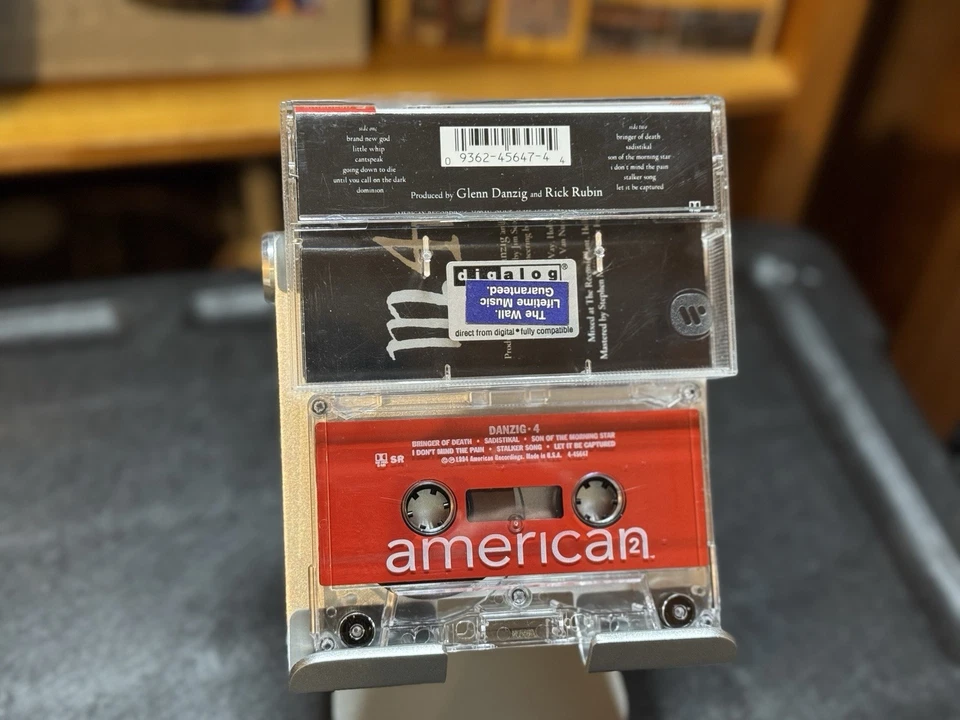 side one
brand new god
little whip
cantspeak
going down to die
until you call on the dark
dominion
0 9362-45647-4 4
side two
bringer of death
sadistikal
son of the morning star
i don't mind the pain
stalker song
let it be captured
Produced by Glenn Danzig and Rick Rubin
4
digalog®
The Wall.
Lifetime Music
Guaranteed.
direct from digital • fully compatible
Mixed at The
Mastered by Stephen
DANZIG • 4
BRINGER OF DEATH • SADISTIKAL • SON OF THE MORNING STAR
I DON'T MIND THE PAIN • STALKER SONG • LET IT BE CAPTURED
SR
©℗1994 American Recordings. Made in U.S.A. 4-45647
american
2